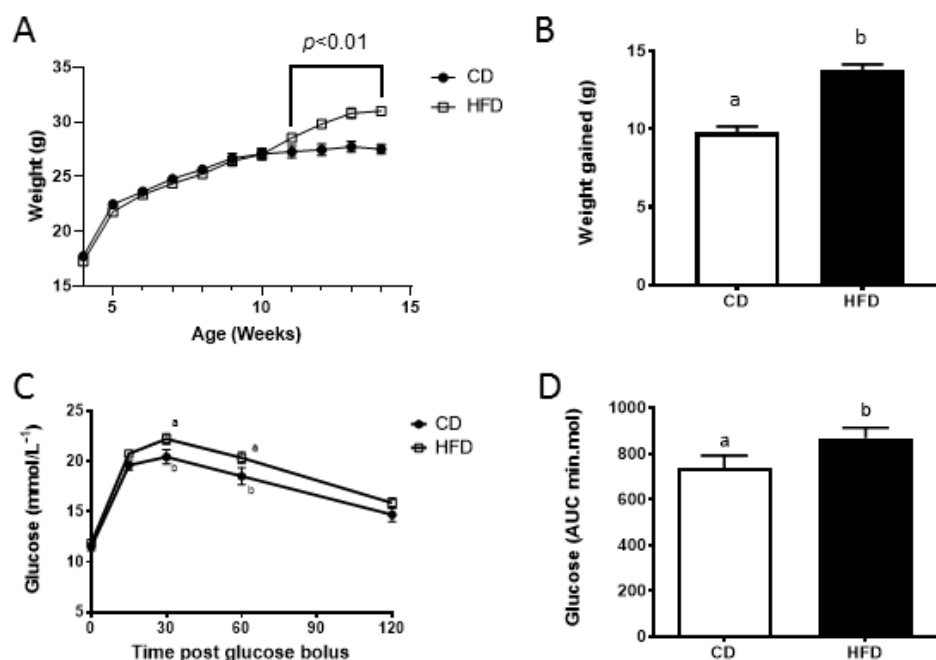 A
p<0.01
35
30
25
20
15
Weight (g)
5
10
15
Age (Weeks)
CD
HFD
B
15
10
5
0
Weight gained (g)
a
b
CD
HFD
C
25
20
15
10
5
Glucose (mmol/L⁻¹)
a
a
b
b
0
30
60
90
120
Time post glucose bolus
CD
HFD
D
1000
800
600
400
200
0
Glucose (AUC min.mol)
a
b
CD
HFD